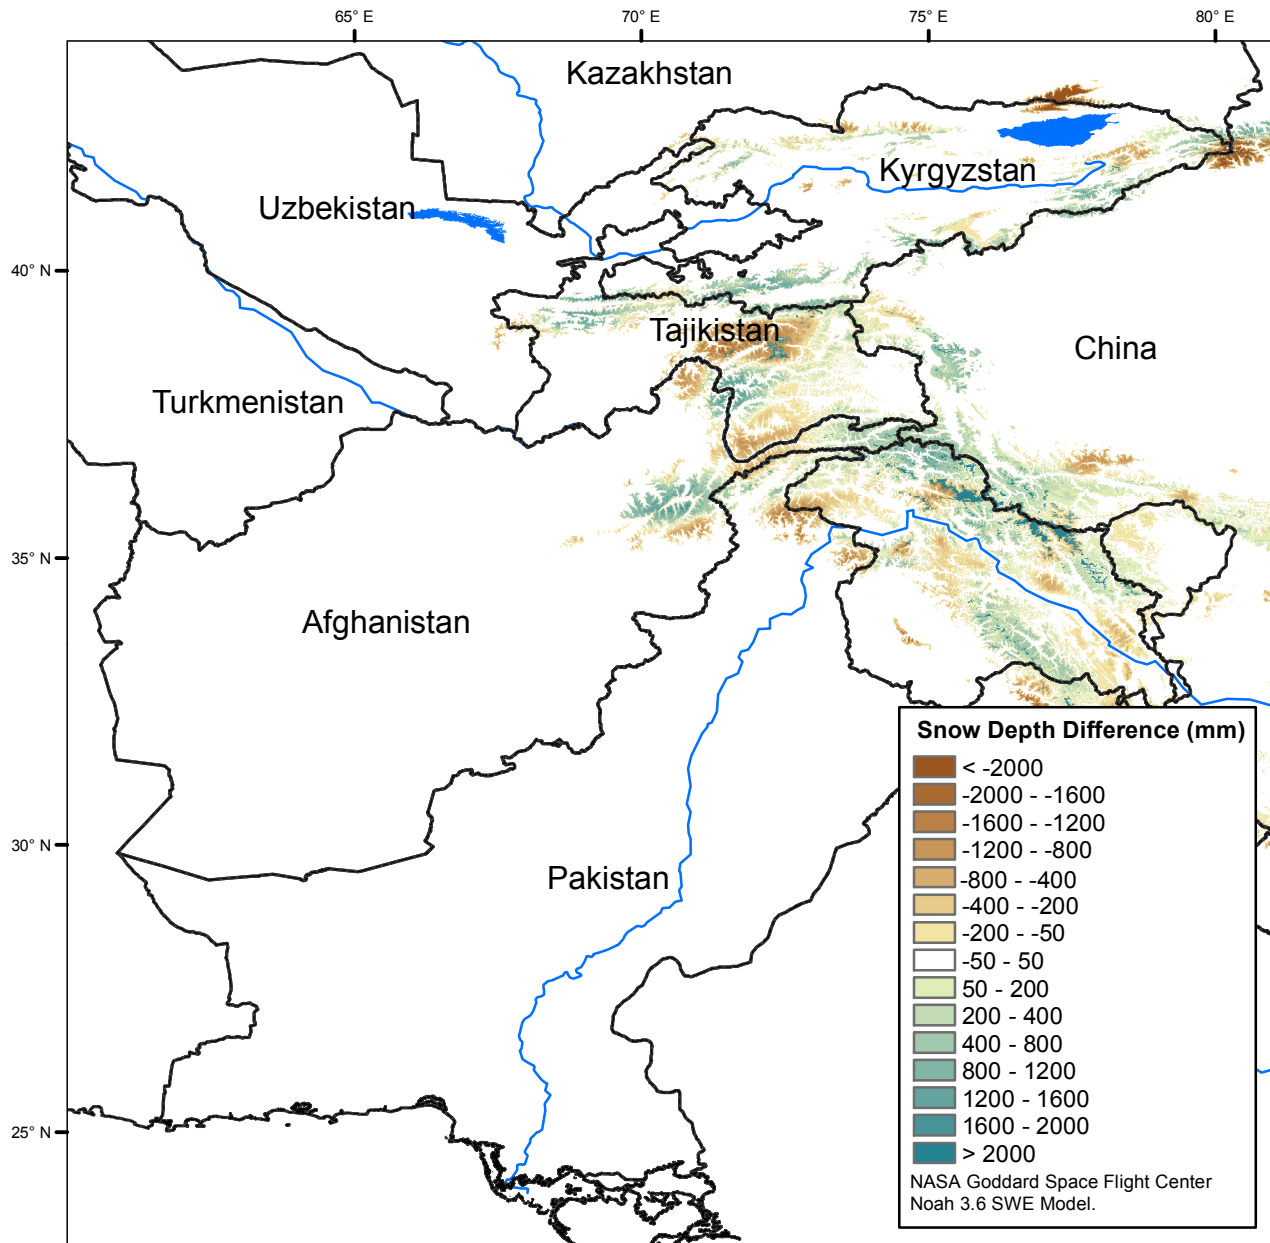 65° E
70° E
75° E
80° E
Kazakhstan
Kyrgyzstan
Uzbekistan
40° N
Tajikistan
China
Turkmenistan
35° N
Afghanistan
Snow Depth Difference (mm)
< -2000
-2000 - -1600
-1600 - -1200
-1200 - -800
-800 - -400
-400 - -200
-200 - -50
-50 - 50
50 - 200
200 - 400
400 - 800
800 - 1200
1200 - 1600
1600 - 2000
> 2000
NASA Goddard Space Flight Center
Noah 3.6 SWE Model.
30° N
Pakistan
25° N